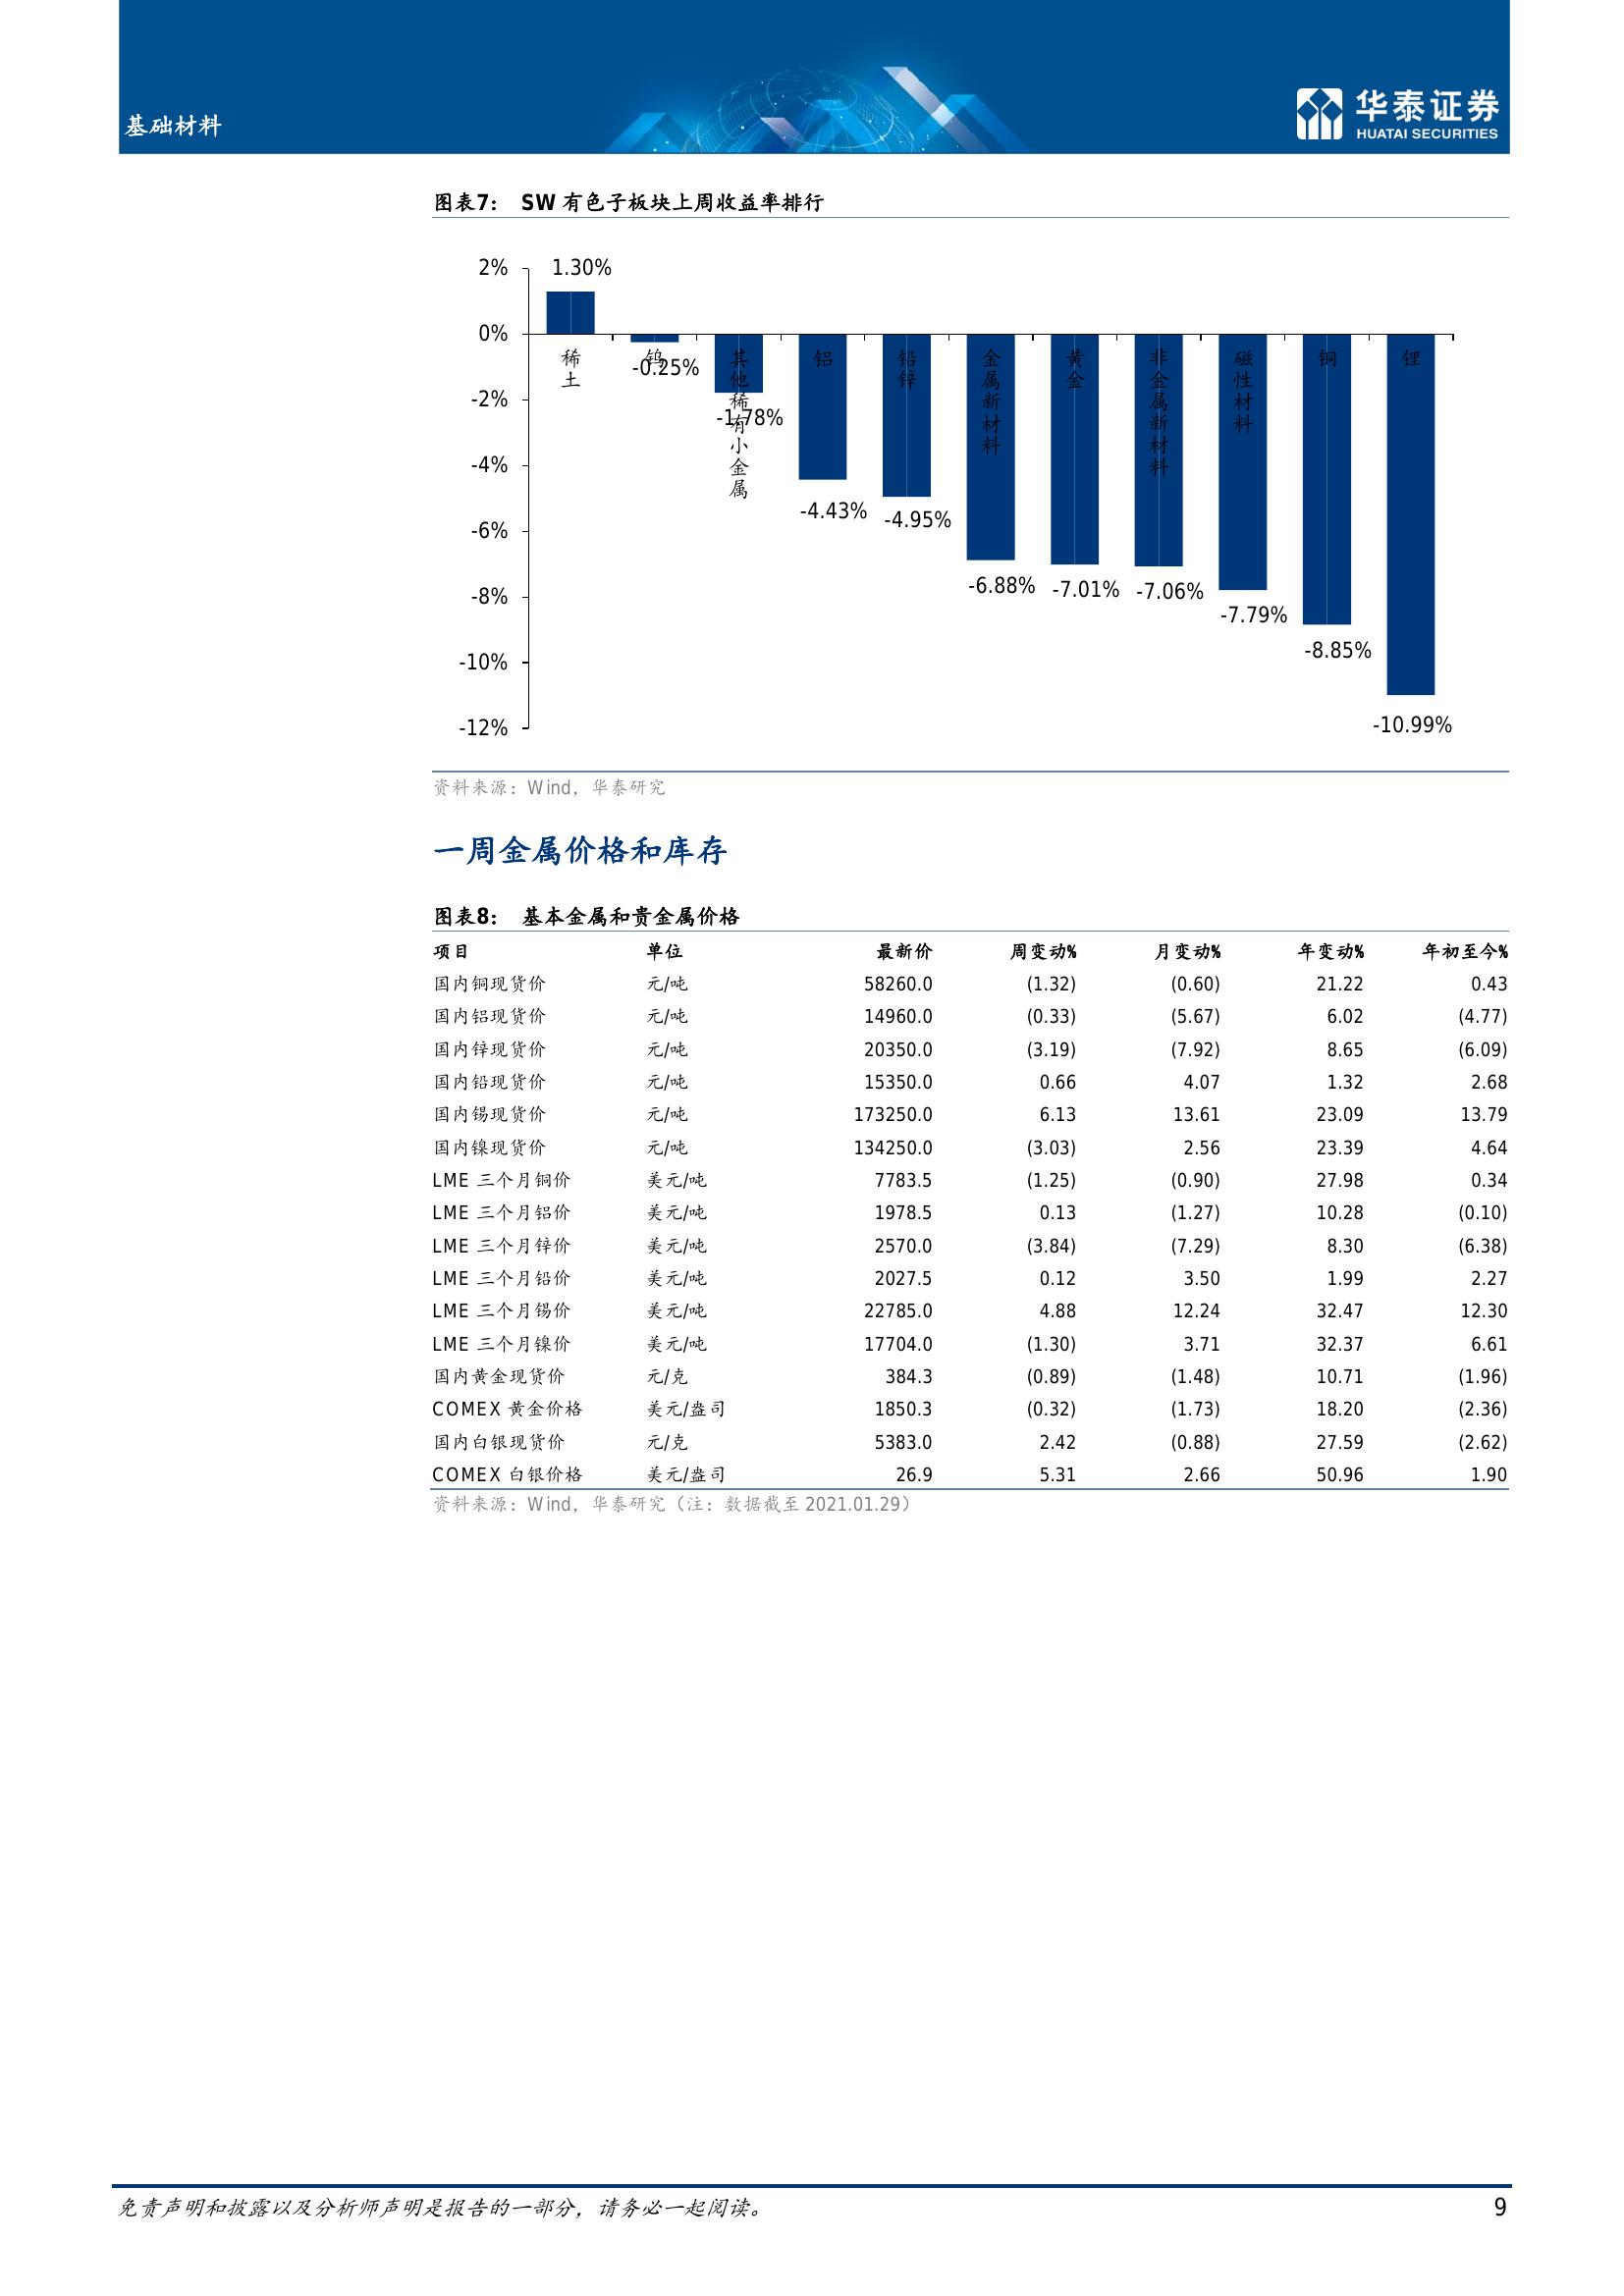 基础材料
华泰证券
HUATAI SECURITIES
图表7： SW 有色子板块上周收益率排行
2%
0%
-2%
-4%
-6%
-8%
-10%
-12%
1.30%
-0.25%
-1.78%
-4.43%
-4.95%
-6.88%
-7.01%
-7.06%
-7.79%
-8.85%
-10.99%
稀土
钨
其他稀有小金属
铝
铅锌
金属新材料
黄金
非金属新材料
磁性材料
铜
锂
资料来源：Wind，华泰研究
一周金属价格和库存
图表8： 基本金属和贵金属价格
项目 单位 最新价 周变动% 月变动% 年变动% 年初至今%
国内铜现货价 元/吨 58260.0 (1.32) (0.60) 21.22 0.43
国内铝现货价 元/吨 14960.0 (0.33) (5.67) 6.02 (4.77)
国内锌现货价 元/吨 20350.0 (3.19) (7.92) 8.65 (6.09)
国内铅现货价 元/吨 15350.0 0.66 4.07 1.32 2.68
国内锡现货价 元/吨 173250.0 6.13 13.61 23.09 13.79
国内镍现货价 元/吨 134250.0 (3.03) 2.56 23.39 4.64
LME 三个月铜价 美元/吨 7783.5 (1.25) (0.90) 27.98 0.34
LME 三个月铝价 美元/吨 1978.5 0.13 (1.27) 10.28 (0.10)
LME 三个月锌价 美元/吨 2570.0 (3.84) (7.29) 8.30 (6.38)
LME 三个月铅价 美元/吨 2027.5 0.12 3.50 1.99 2.27
LME 三个月锡价 美元/吨 22785.0 4.88 12.24 32.47 12.30
LME 三个月镍价 美元/吨 17704.0 (1.30) 3.71 32.37 6.61
国内黄金现货价 元/克 384.3 (0.89) (1.48) 10.71 (1.96)
COMEX 黄金价格 美元/盎司 1850.3 (0.32) (1.73) 18.20 (2.36)
国内白银现货价 元/克 5383.0 2.42 (0.88) 27.59 (2.62)
COMEX 白银价格 美元/盎司 26.9 5.31 2.66 50.96 1.90
资料来源：Wind，华泰研究（注：数据截至 2021.01.29）
免责声明和披露以及分析师声明是报告的一部分，请务必一起阅读。 9